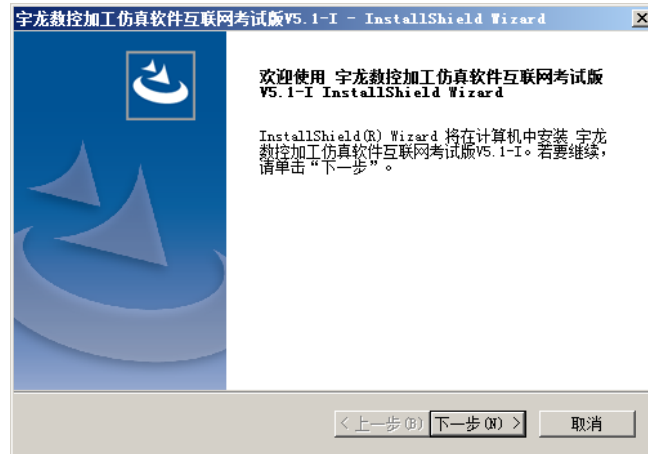 宇龙数控加工仿真软件互联网考试版V5.1-I - InstallShield Wizard
欢迎使用 宇龙数控加工仿真软件互联网考试版
V5.1-I InstallShield Wizard
InstallShield(R) Wizard 将在计算机中安装 宇龙
数控加工仿真软件互联网考试版V5.1-I。若要继续,
请单击“下一步”。
< 上一步(B) 下一步(N) > 取消